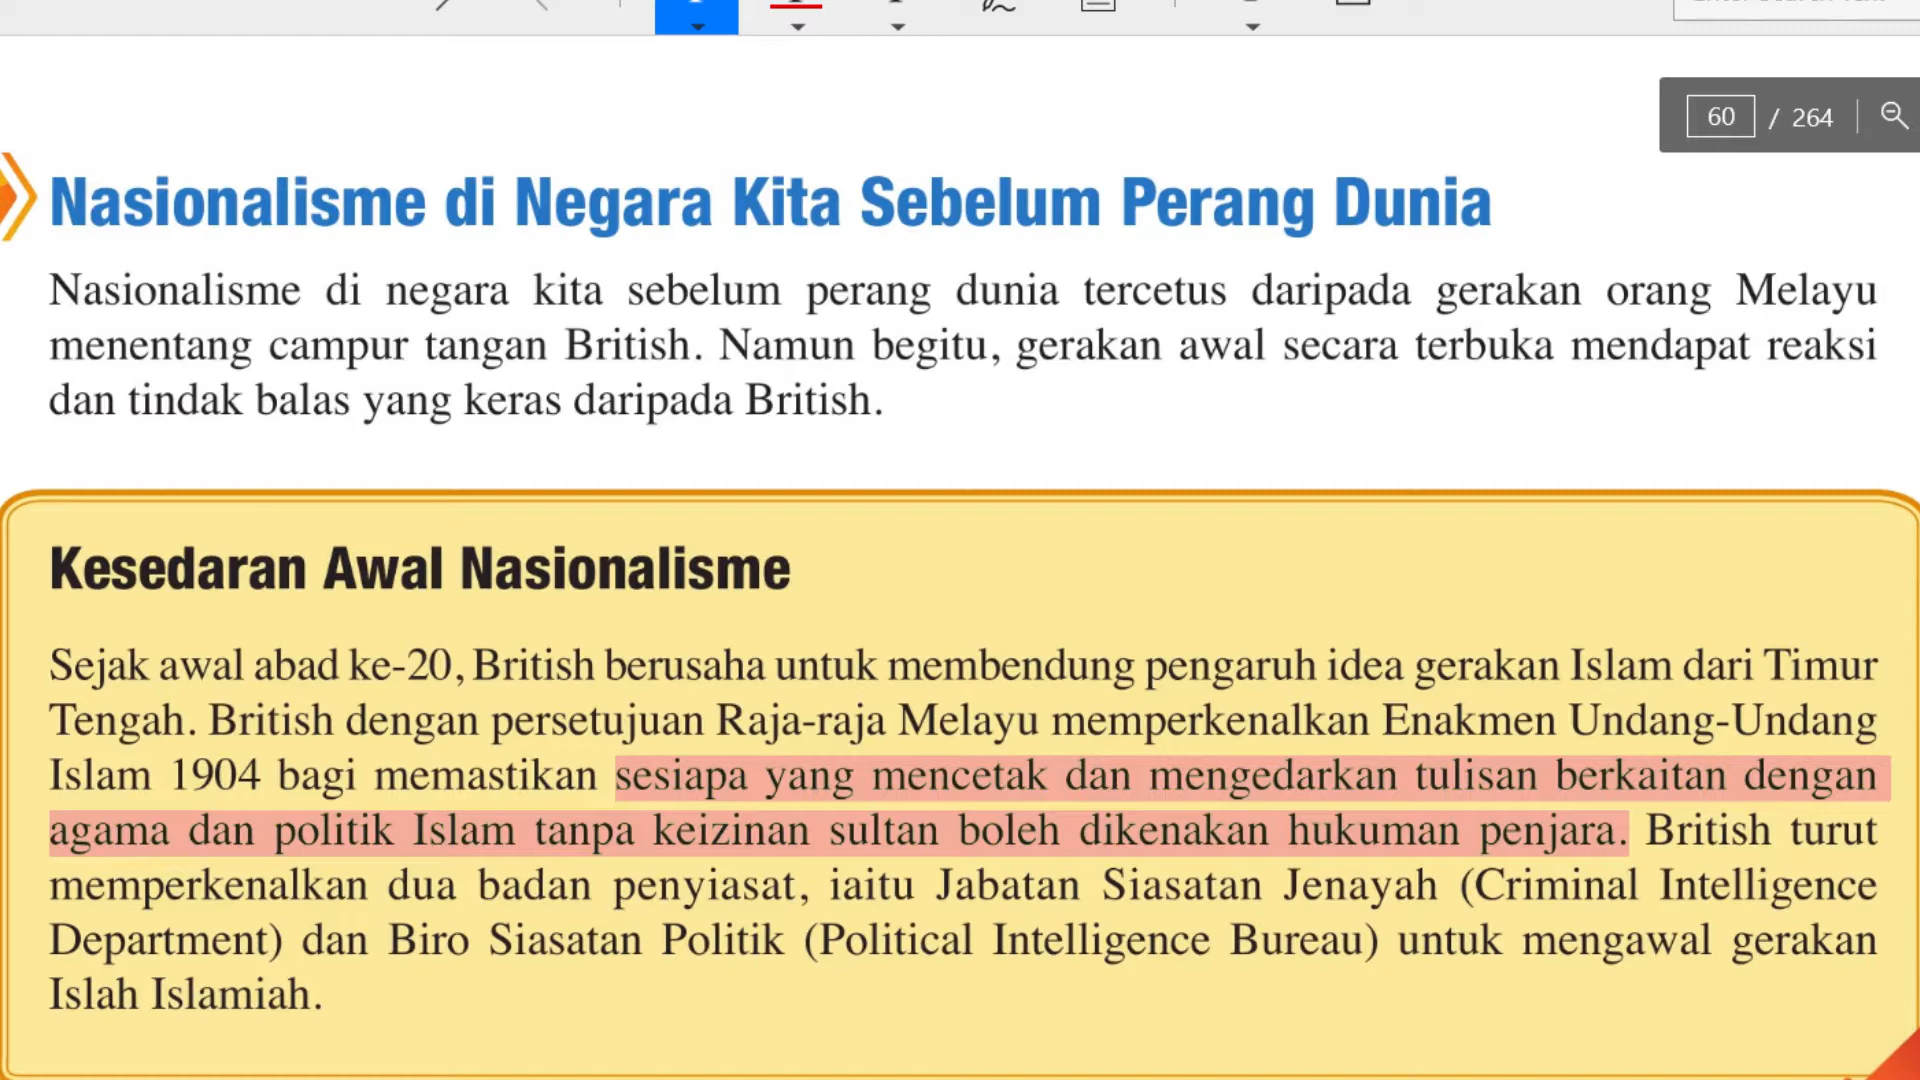 60 / 264
Nasionalisme di Negara Kita Sebelum Perang Dunia
Nasionalisme di negara kita sebelum perang dunia tercetus daripada gerakan orang Melayu
menentang campur tangan British. Namun begitu, gerakan awal secara terbuka mendapat reaksi
dan tindak balas yang keras daripada British.
Kesedaran Awal Nasionalisme
Sejak awal abad ke-20, British berusaha untuk membendung pengaruh idea gerakan Islam dari Timur
Tengah. British dengan persetujuan Raja-raja Melayu memperkenalkan Enakmen Undang-Undang
Islam 1904 bagi memastikan sesiapa yang mencetak dan mengedarkan tulisan berkaitan dengan
agama dan politik Islam tanpa keizinan sultan boleh dikenakan hukuman penjara. British turut
memperkenalkan dua badan penyiasat, iaitu Jabatan Siasatan Jenayah (Criminal Intelligence
Department) dan Biro Siasatan Politik (Political Intelligence Bureau) untuk mengawal gerakan
Islah Islamiah.